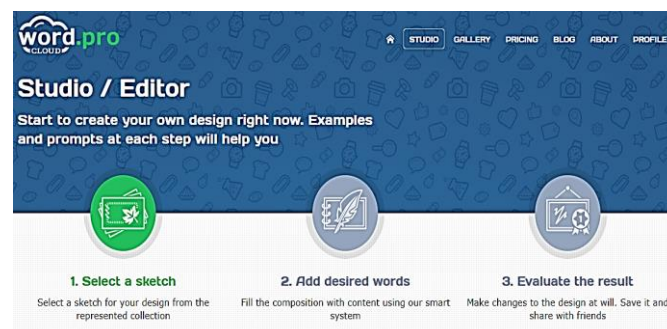 word.pro
CLOUD
STUDIO GALLERY PRICING BLOG ABOUT PROFILE
Studio / Editor
Start to create your own design right now. Examples
and prompts at each step will help you
1. Select a sketch
Select a sketch for your design from the
represented collection
2. Add desired words
Fill the composition with content using our smart
system
3. Evaluate the result
Make changes to the design at will. Save it and
share with friends